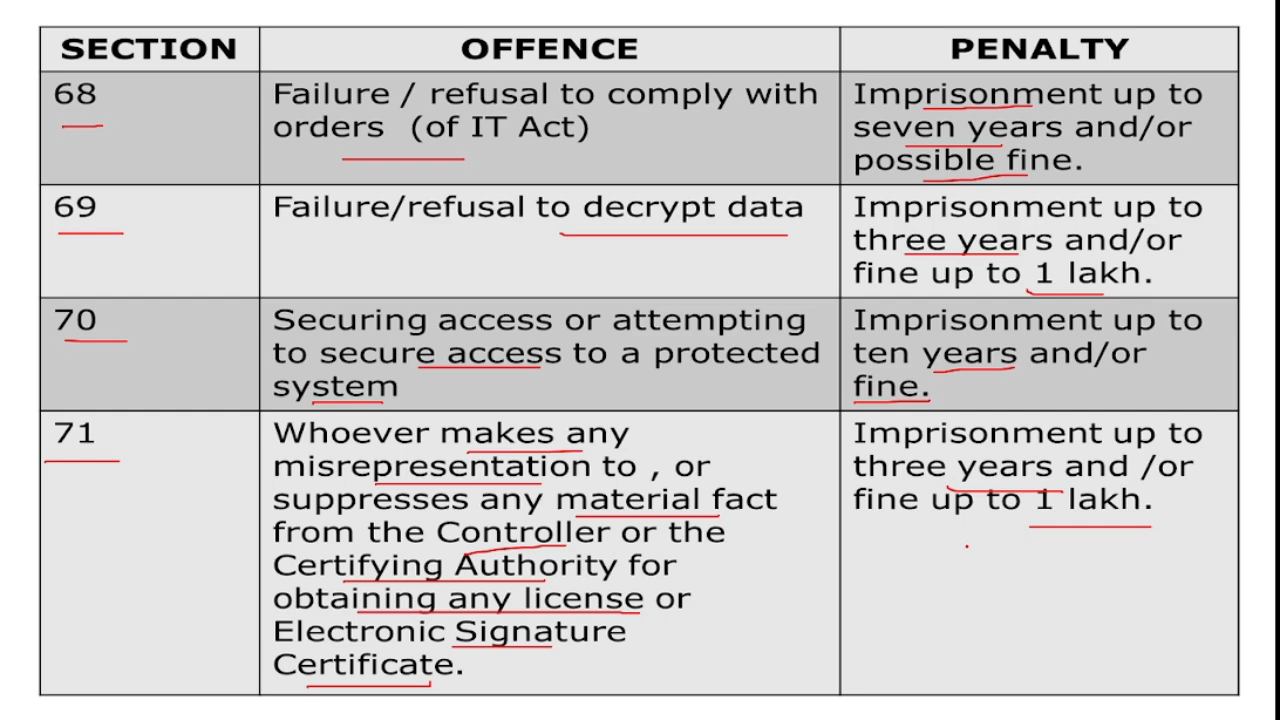 SECTION OFFENCE PENALTY
68
Failure / refusal to comply with
orders (of IT Act)
Imprisonment up to
seven years and/or
possible fine.
69
Failure/refusal to decrypt data
Imprisonment up to
three years and/or
fine up to 1 lakh.
70
Securing access or attempting
to secure access to a protected
system
Imprisonment up to
ten years and/or
fine.
71
Whoever makes any
misrepresentation to , or
suppresses any material fact
from the Controller or the
Certifying Authority for
obtaining any license or
Electronic Signature
Certificate.
Imprisonment up to
three years and /or
fine up to 1 lakh.